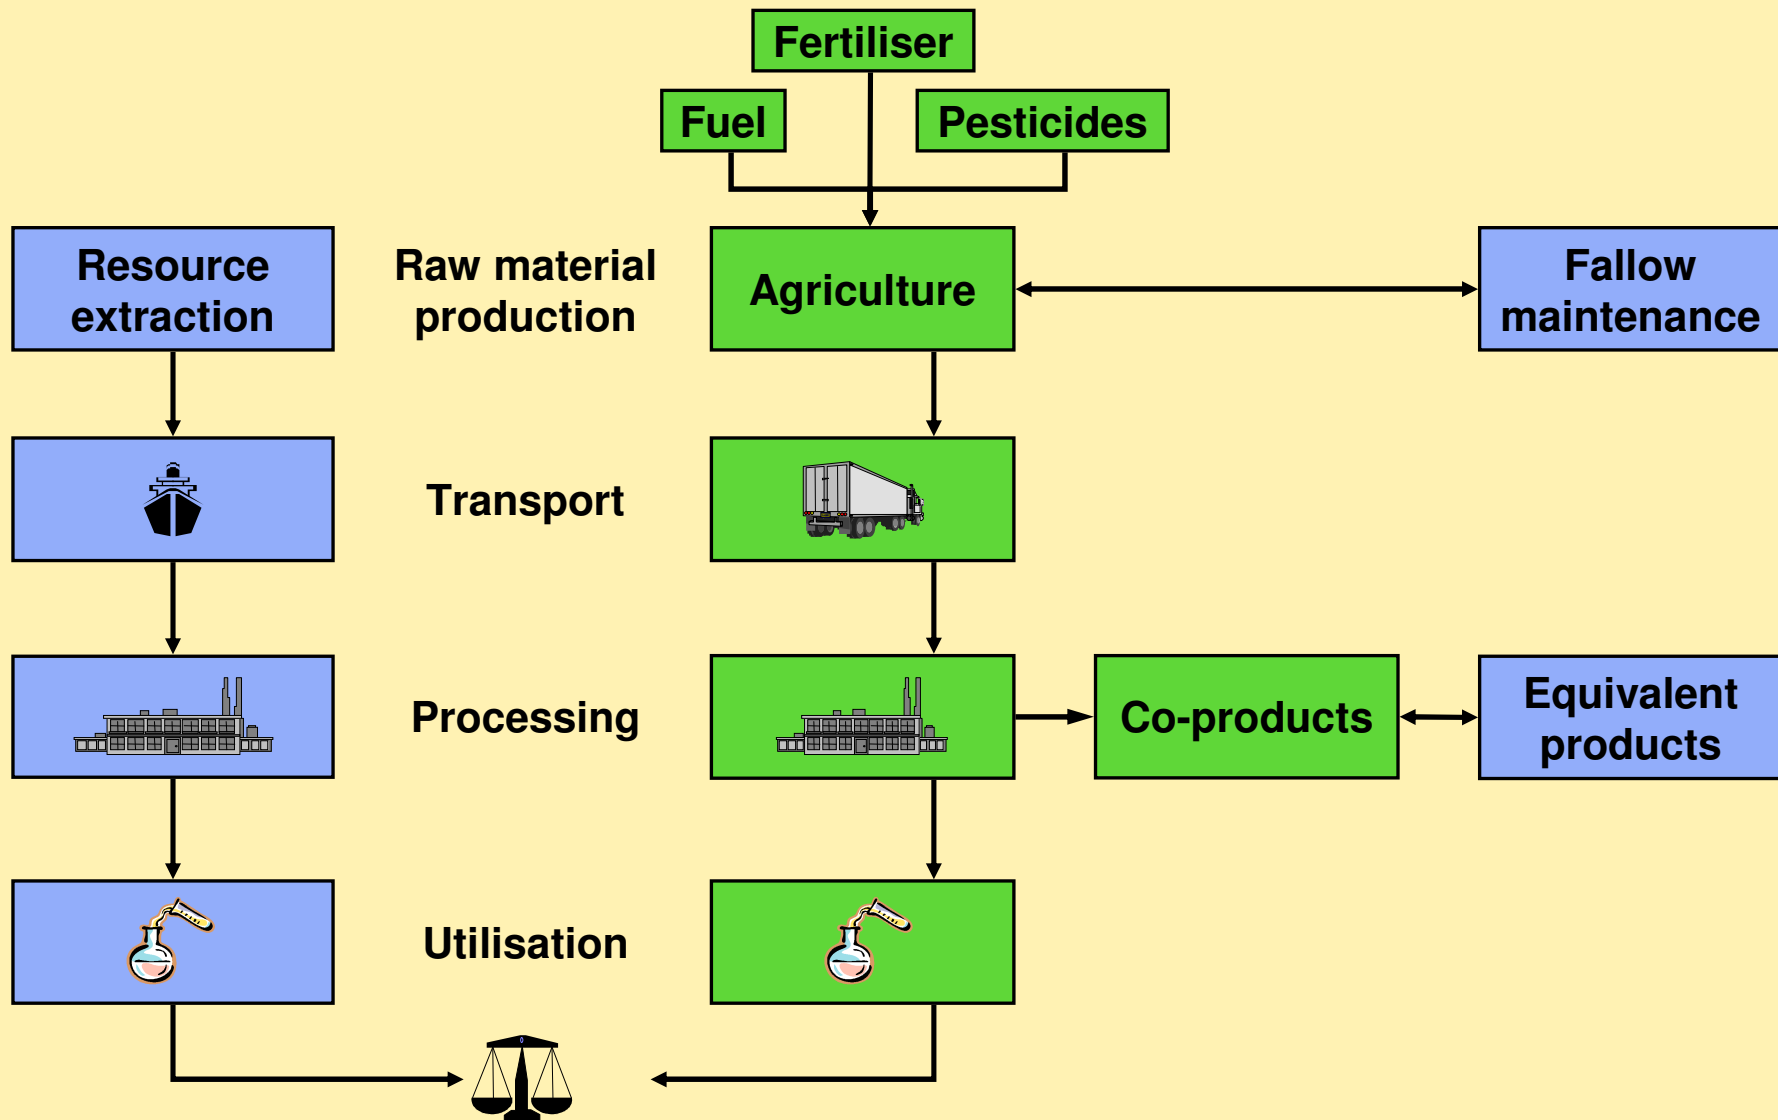 Fertiliser
Fuel
Pesticides
Resource
extraction
Raw material
production
Agriculture
Fallow
maintenance
Transport
Processing
Co-products
Equivalent
products
Utilisation